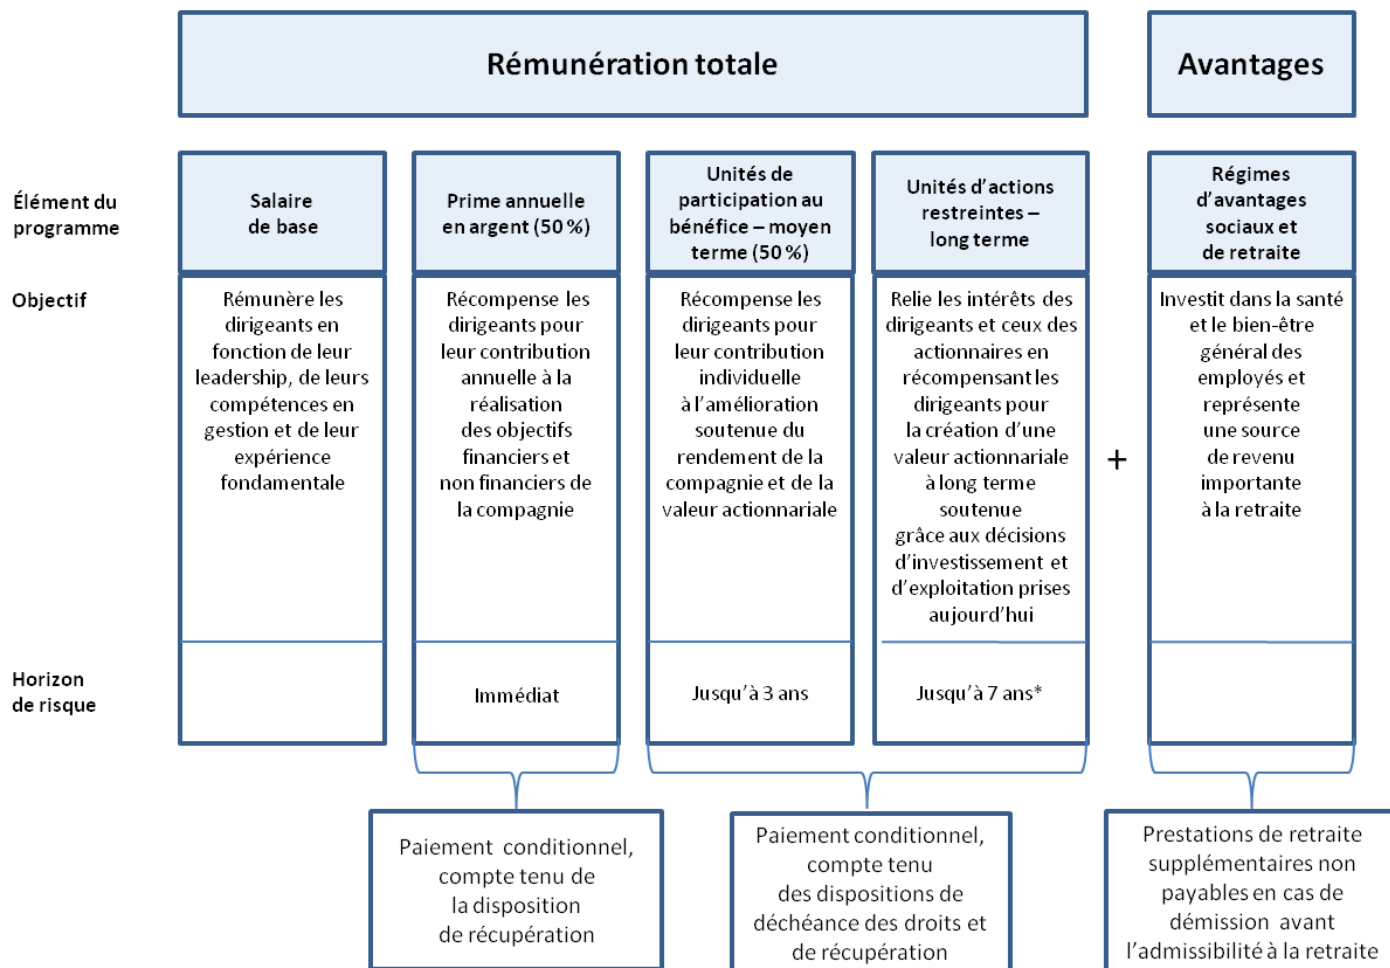 Rémunération totale
Avantages
Élément du
programme
Salaire
de base
Prime annuelle
en argent (50 %)
Unités de
participation au
bénéfice – moyen
terme (50 %)
Unités d'actions
restreintes –
long terme
Régimes
d'avantages
sociaux et
de retraite
Objectif
Rémunère les
dirigeants en
fonction de leur
leadership, de leurs
compétences en
gestion et de leur
expérience
fondamentale
Récompense les
dirigeants pour
leur contribution
annuelle à la
réalisation
des objectifs
financiers et
non financiers de
la compagnie
Récompense les
dirigeants pour
leur contribution
individuelle
à l'amélioration
soutenue du
rendement de la
compagnie et de la
valeur actionnariale
Relie les intérêts des
dirigeants et ceux des
actionnaires en
récompensant les
dirigeants pour
la création d'une
valeur actionnariale
à long terme
soutenue
grâce aux décisions
d'investissement et
d'exploitation prises
aujourd'hui
+
Investit dans la santé
et le bien-être
général des
employés et
représente
une source
de revenu
importante
à la retraite
Horizon
de risque
Immédiat
Jusqu'à 3 ans
Jusqu'à 7 ans*
Paiement conditionnel,
compte tenu de
la disposition
de récupération
Paiement conditionnel,
compte tenu
des dispositions de
déchéance des droits et
de récupération
Prestations de retraite
supplémentaires non
payables en cas de
démission avant
l'admissibilité à la retraite